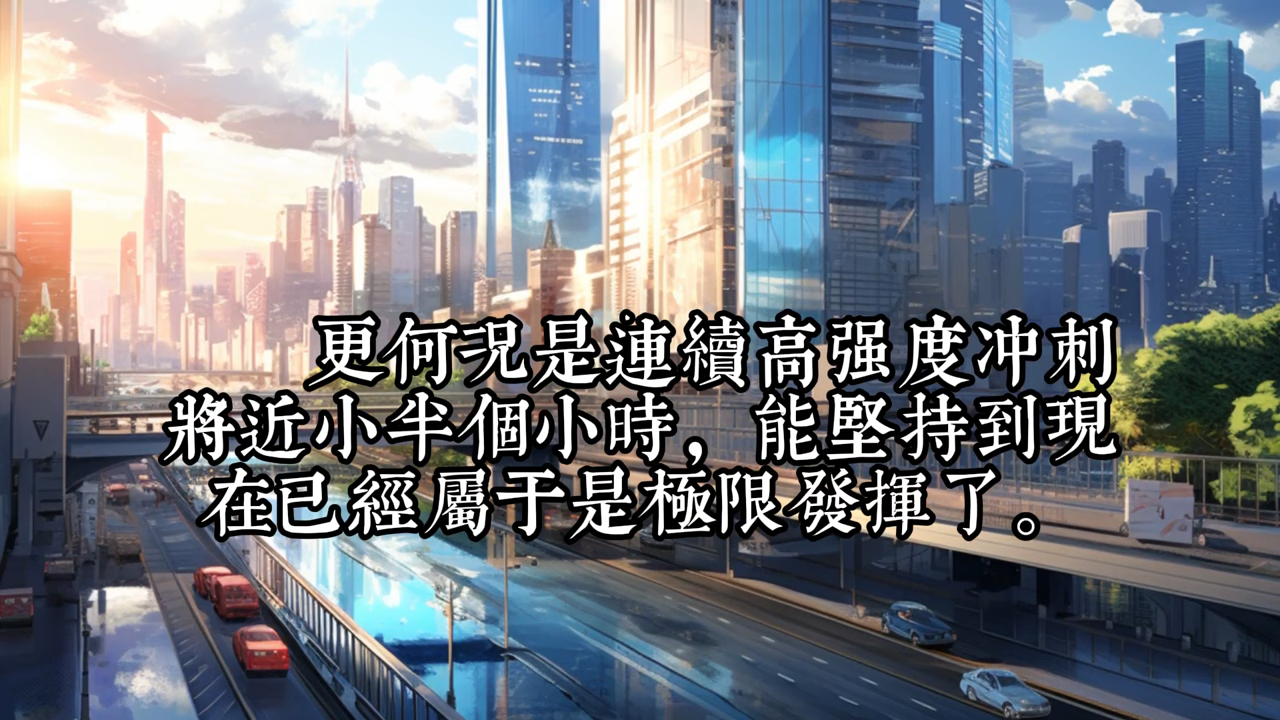 更何况是連續高强度冲刺
將近小半個小時，能堅持到現
在已經屬于是極限發揮了。